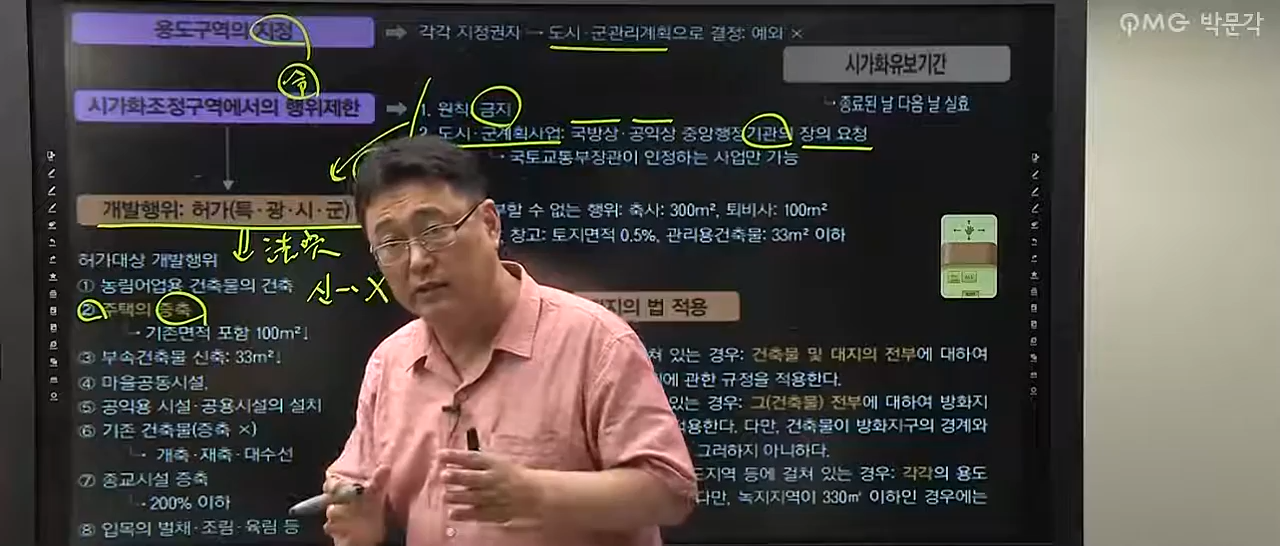 QMG 박문각
용도구역의 지정
각각 지정권자 → 도시·군관리계획으로 결정: 예외 ×
시가화유보기간
종료된 날 다음 날 실효
시가화조정구역에서의 행위제한
1. 원칙: 금지
2. 도시·군계획사업: 국방상·공익상 중앙행정기관의 장의 요청
국토교통부장관이 인정하는 사업만 가능
개발행위: 허가(특·광·시·군)
할 수 없는 행위: 축사: 300m², 퇴비사: 100m²
창고: 토지면적 0.5%, 관리용건축물: 33m² 이하
허가대상 개발행위
① 농림어업용 건축물의 건축
② 주택의 증축
→ 기존면적 포함 100m²↓
③ 부속건축물 신축: 33m²↓
④ 마을공동시설,
⑤ 공익용 시설·공용시설의 설치
⑥ 기존 건축물(증축 ×)
개축·재축·대수선
⑦ 종교시설 증축
200% 이하
⑧ 입목의 벌채·조림·육림 등
신 → X
의 법 적용
있는 경우: 건축물 및 대지의 전부에 대하여
에 관한 규정을 적용한다.
있는 경우: 그(건축물) 전부에 대하여 방화지
용한다. 다만, 건축물이 방화지구의 경계와
그러하지 아니하다.
도지역 등에 걸쳐 있는 경우: 각각의 용도
다만, 녹지지역이 330㎡ 이하인 경우에는